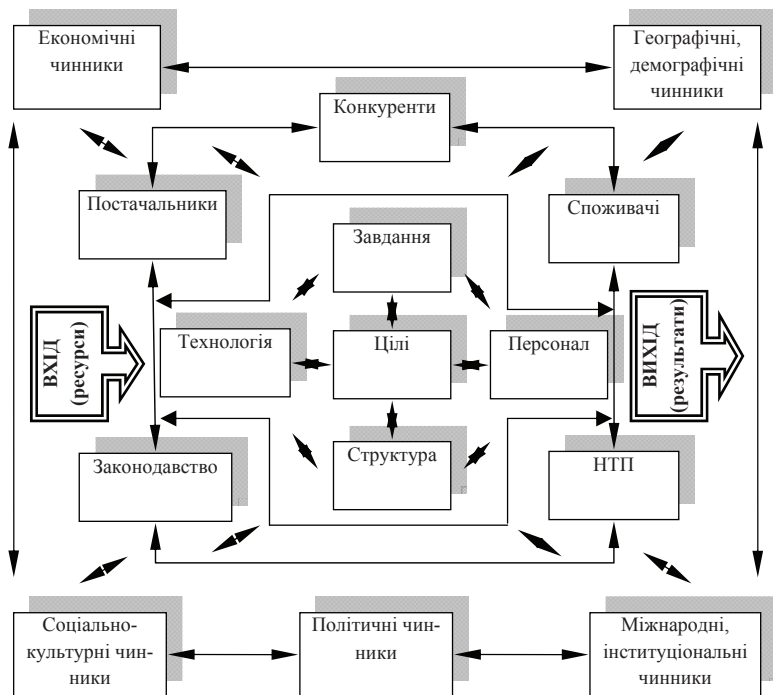 Економічні
чинники
Географічні,
демографічні
чинники
Конкуренти
Постачальники
Споживачі
Завдання
ВХІД
(ресурси)
Технологія
Цілі
Персонал
ВИХІД
(результати)
Законодавство
Структура
НТП
Соціально-
культурні чин-
ники
Політичні чин-
ники
Міжнародні,
інституціональні
чинники